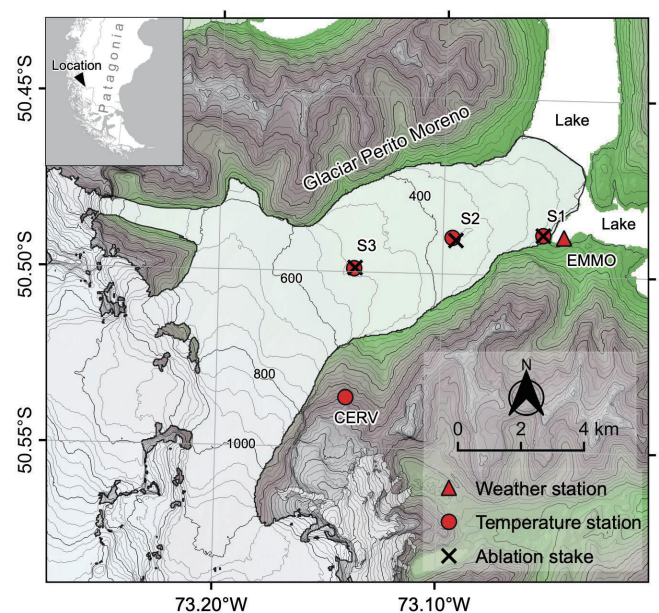 Location
Patagonia
50.45°S
50.50°S
50.55°S
Lake
Glaciar Perito Moreno
400
S1
S2
Lake
S3
EMMO
600
800
CERV
1000
N
0 2 4 km
Weather station
Temperature station
Ablation stake
73.20°W
73.10°W